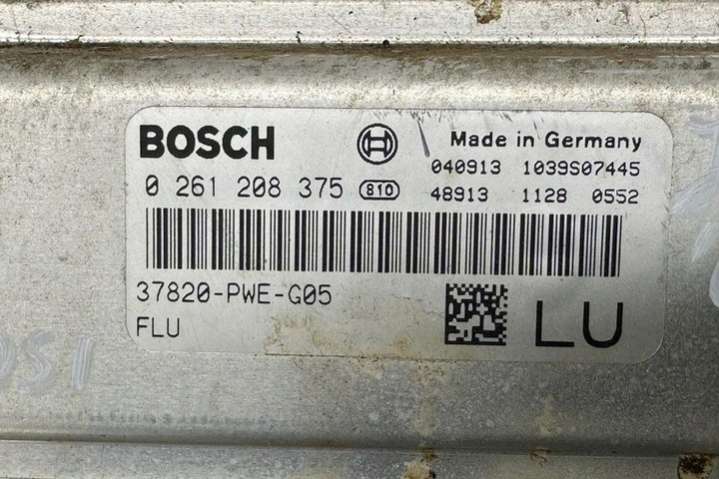 BOSCH
Made in Germany
040913 1039S07445
0 261 208 375 810
48913 1128 0552
37820-PWE-G05
FLU
LU